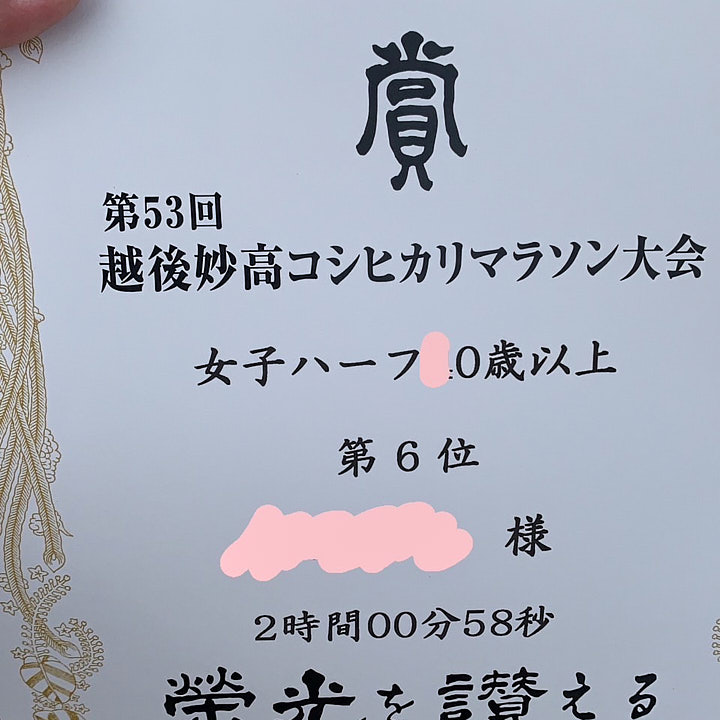 賞
第53回
越後妙高コシヒカリマラソン大会
女子ハーフ 0歳以上
第6位
様
2時間00分58秒
栄光を讃える